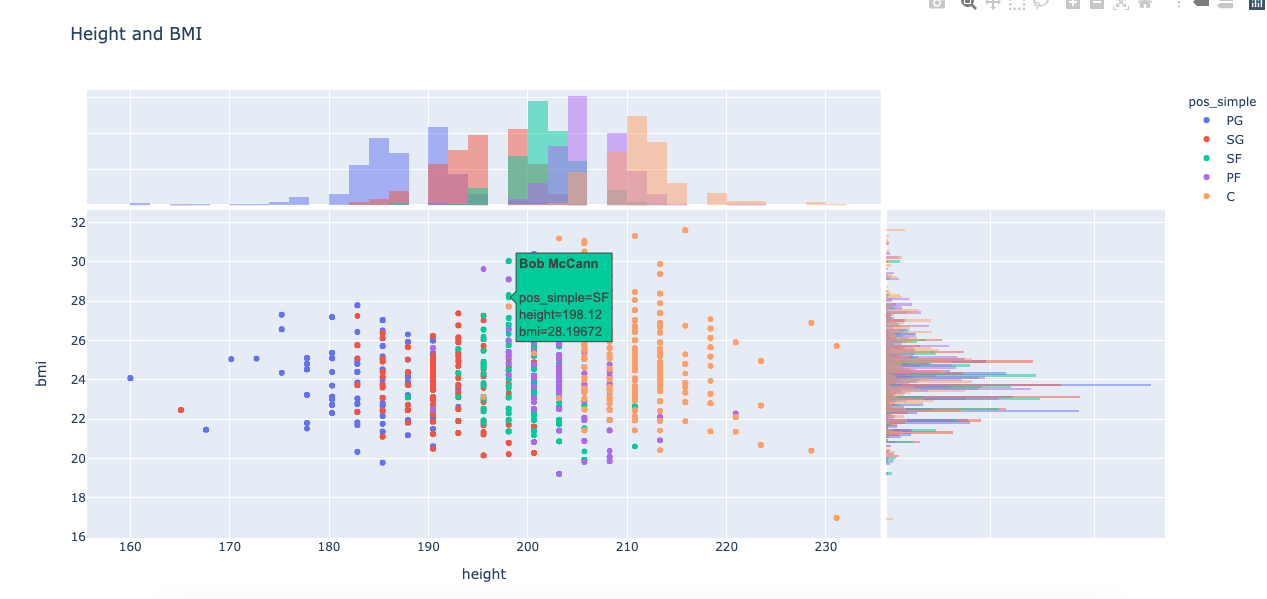 Height and BMI
pos_simple
PG
SG
SF
PF
C
32
30
28
26
24
22
20
18
16
bmi
Bob McCann
pos_simple=SF
height=198.12
bmi=28.19672
160
170
180
190
200
210
220
230
height